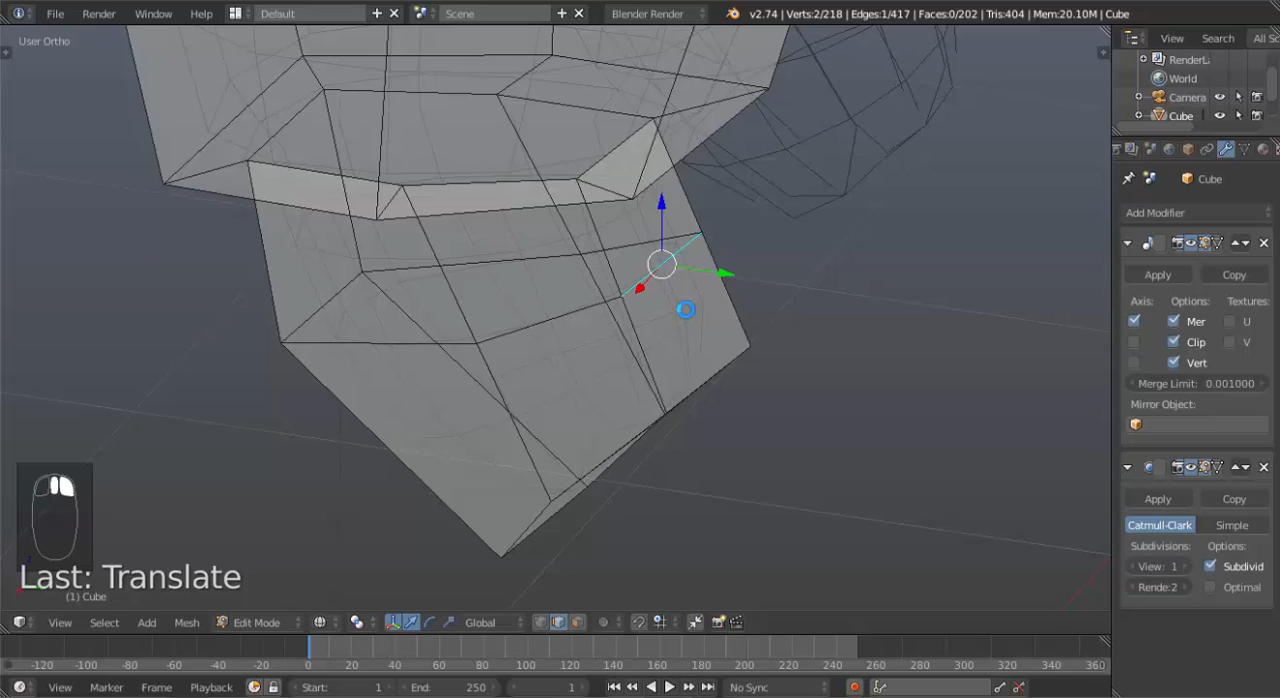 File Render Window Help Default Scene Blender Render v2.74 | Verts:2/218 | Edges:1/417 | Faces:0/202 | Tris:404 | Mem:20.10M | Cube
User Ortho
View Search All Sc
RenderL
World
Camera
Cube
Cube
Add Modifier
Apply Copy
Axis: Options: Textures:
Mer U
Clip V
Vert
Merge Limit: 0.001000
Mirror Object:
Apply Copy
Catmull-Clark Simple
Subdivisions: Options:
View: 1 Subdivid
Rende:2 Optimal
Last: Translate
(1) Cube
View Select Add Mesh Edit Mode Global
-120 -100 -80 -60 -40 -20 0 20 40 60 80 100 120 140 160 180 200 220 240 260 280 300 320 340 360
View Marker Frame Playback Start: 1 End: 250 1 No Sync